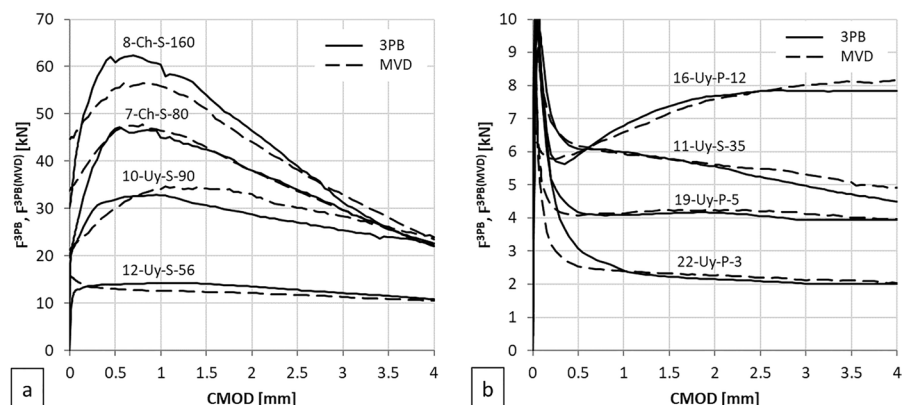 70
60
50
40
30
20
10
0
F3PB, F3PB(MVD) [kN]
8-Ch-S-160
7-Ch-S-80
10-Uy-S-90
12-Uy-S-56
3PB
MVD
0 0.5 1 1.5 2 2.5 3 3.5 4
CMOD [mm]
a
10
9
8
7
6
5
4
3
2
1
0
F3PB, F3PB(MVD) [kN]
3PB
MVD
16-Uy-P-12
11-Uy-S-35
19-Uy-P-5
22-Uy-P-3
0 0.5 1 1.5 2 2.5 3 3.5 4
CMOD [mm]
b